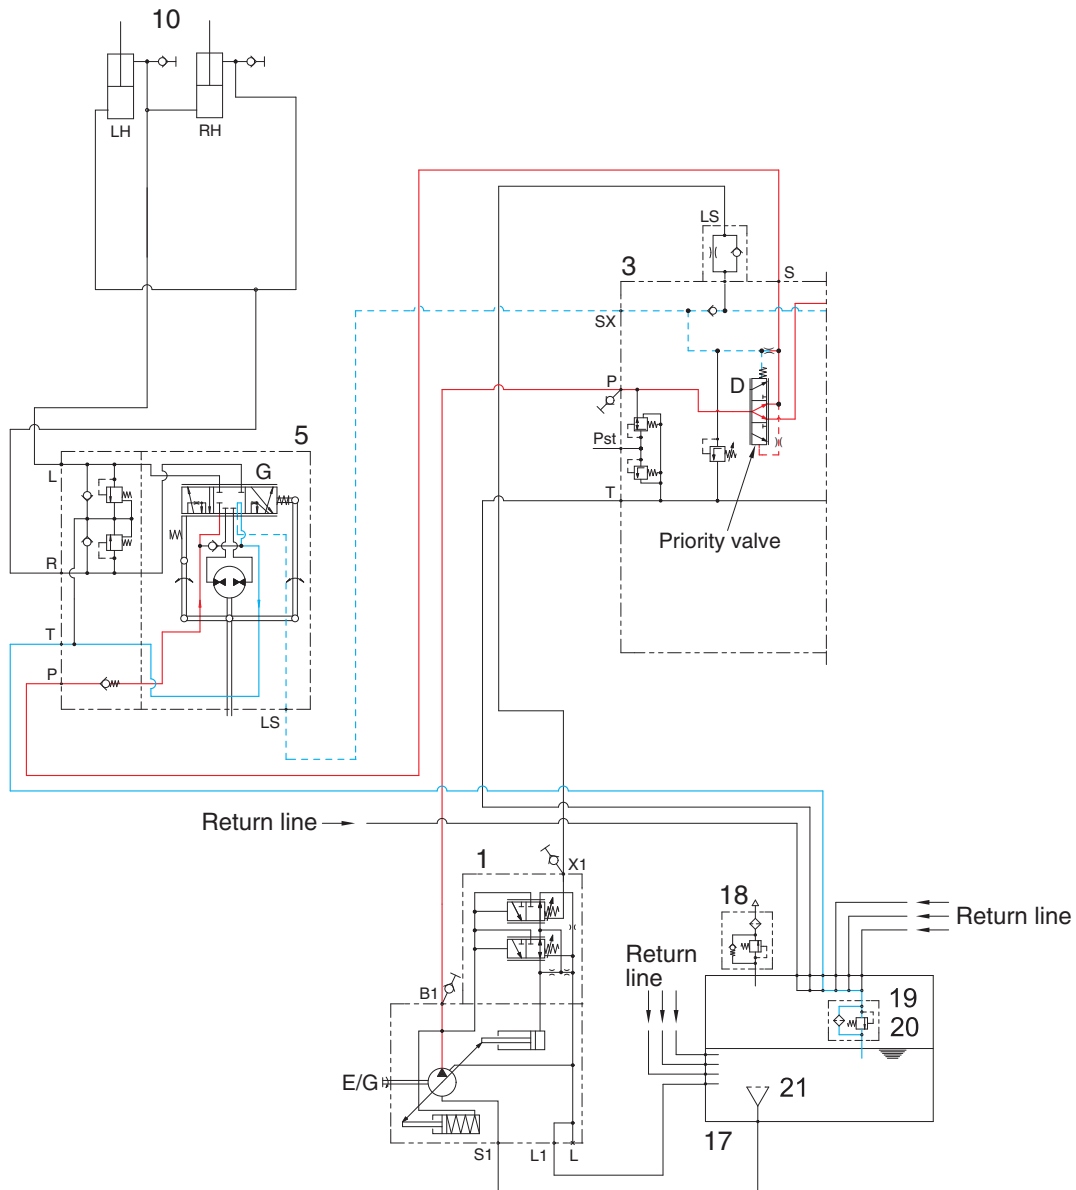 10
LH
RH
LS
3
S
SX
D
P
5
G
L
Pst
T
Priority valve
R
T
P
LS
Return line
1
X1
18
Return line
Return
line
B1
19
20
E/G
21
17
S1
L1
L